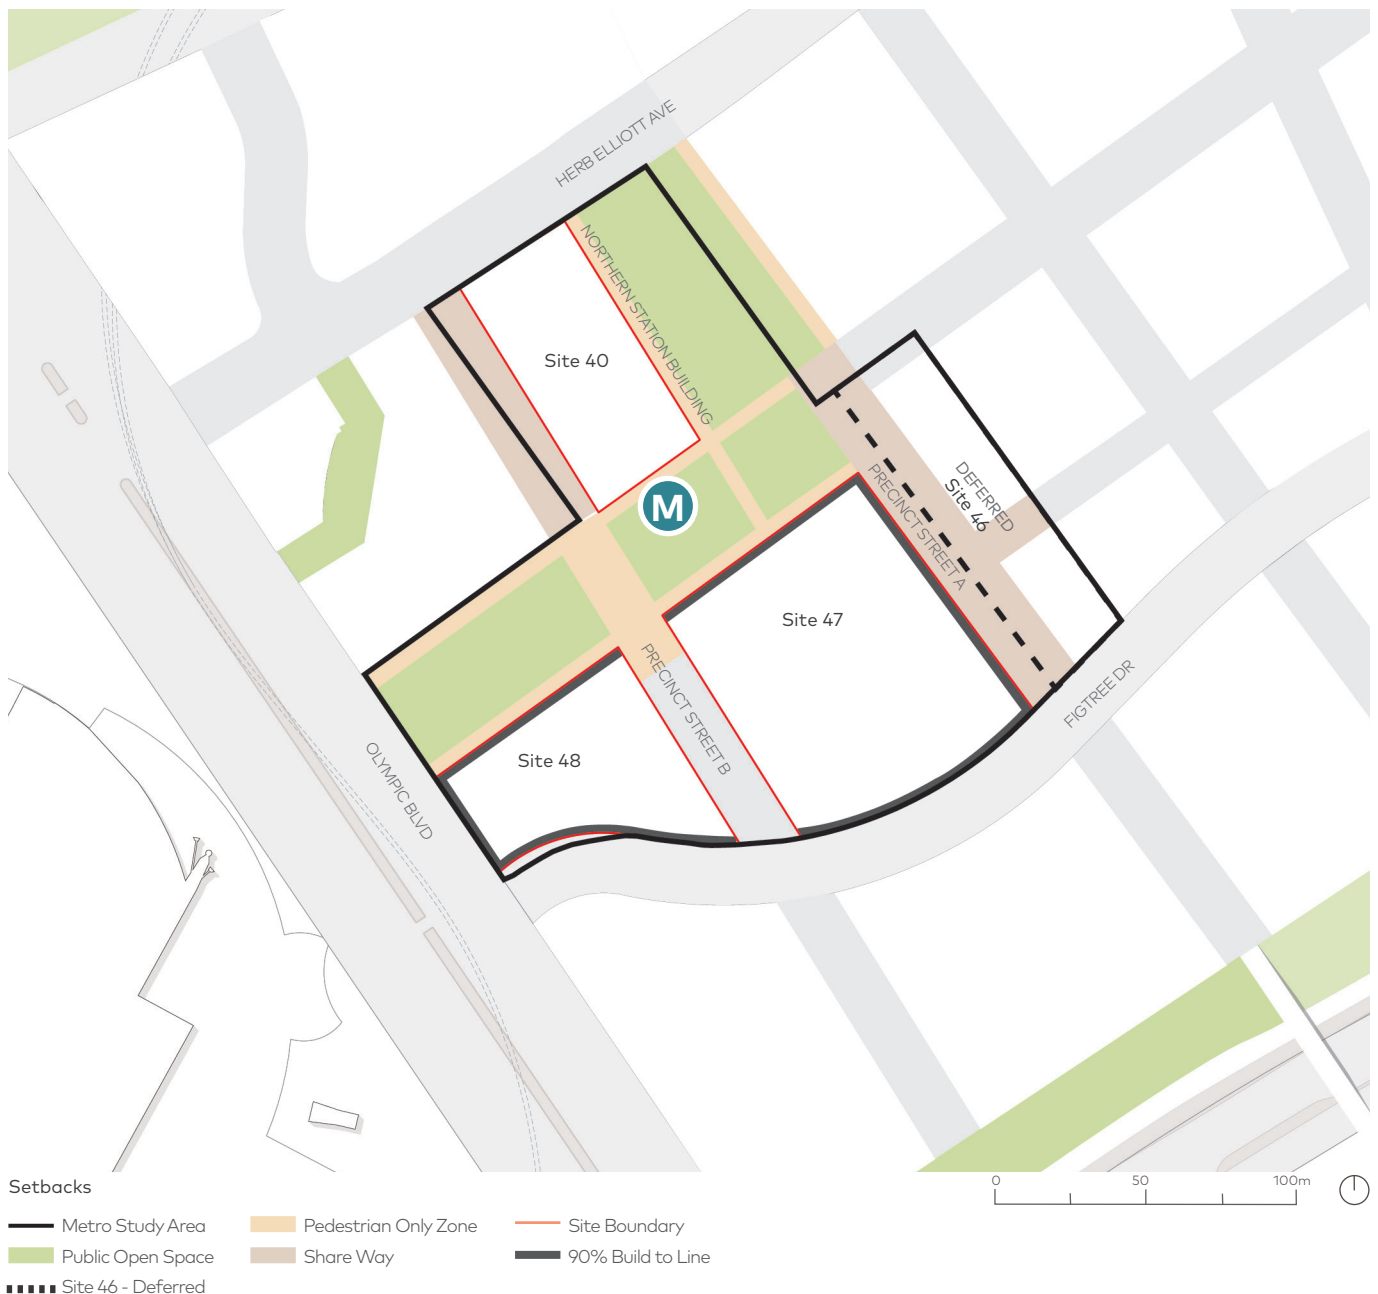 HERB ELLIOTT AVE
NORTHERN STATION BUILDING
Site 40
M
DEFERRED
Site 46
PRECINCT STREET A
Site 47
PRECINCT STREET B
FIGTREE DR
OLYMPIC BLVD
Site 48
Setbacks
0 50 100m
Metro Study Area
Pedestrian Only Zone
Site Boundary
Public Open Space
Share Way
90% Build to Line
Site 46 - Deferred